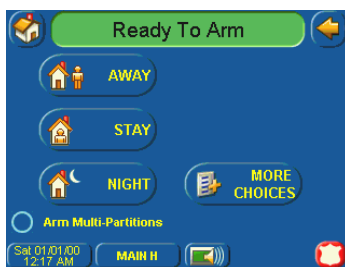 Ready To Arm
AWAY
STAY
NIGHT
MORE
CHOICES
Arm Multi-Partitions
Sat 01/01/00
12:17 AM
MAIN H